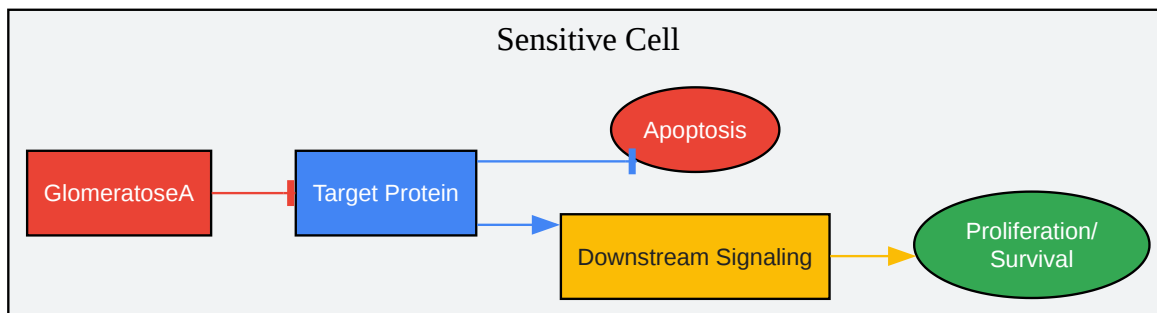 Sensitive Cell
Apoptosis
GlomeratoseA
Target Protein
Downstream Signaling
Proliferation/
Survival